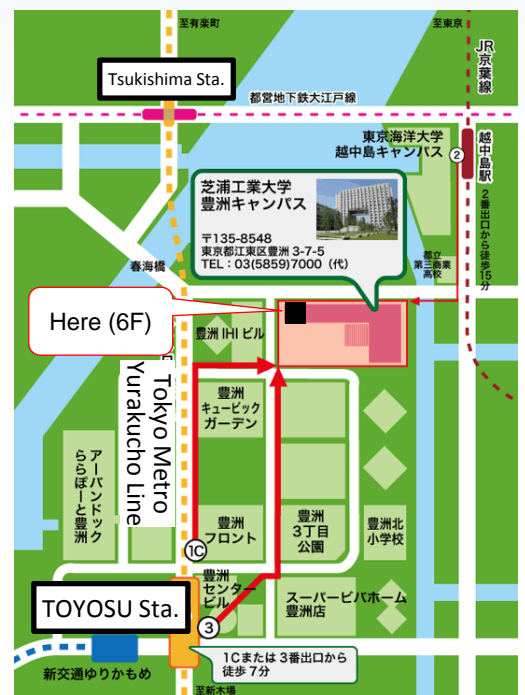 至有楽町
至東京
JR京葉線
Tsukishima Sta.
都営地下鉄大江戸線
東京海洋大学
越中島キャンパス
2
越中島駅
2番出口から徒歩15分
芝浦工業大学
豊洲キャンパス
〒135-8548
東京都江東区豊洲 3-7-5
TEL：03(5859)7000（代）
都立
第三商業
高校
春海橋
Here (6F)
豊洲 IHI ビル
Tokyo Metro
Yurakucho Line
豊洲
キュービック
ガーデン
アーバンドック
ららぽーと豊洲
1C
豊洲
フロント
豊洲
3丁目
公園
豊洲北
小学校
TOYOSU Sta.
豊洲
センター
ビル
3
スーパービバホーム
豊洲店
新交通ゆりかもめ
1Cまたは 3番出口から
徒歩 7分
至新木場